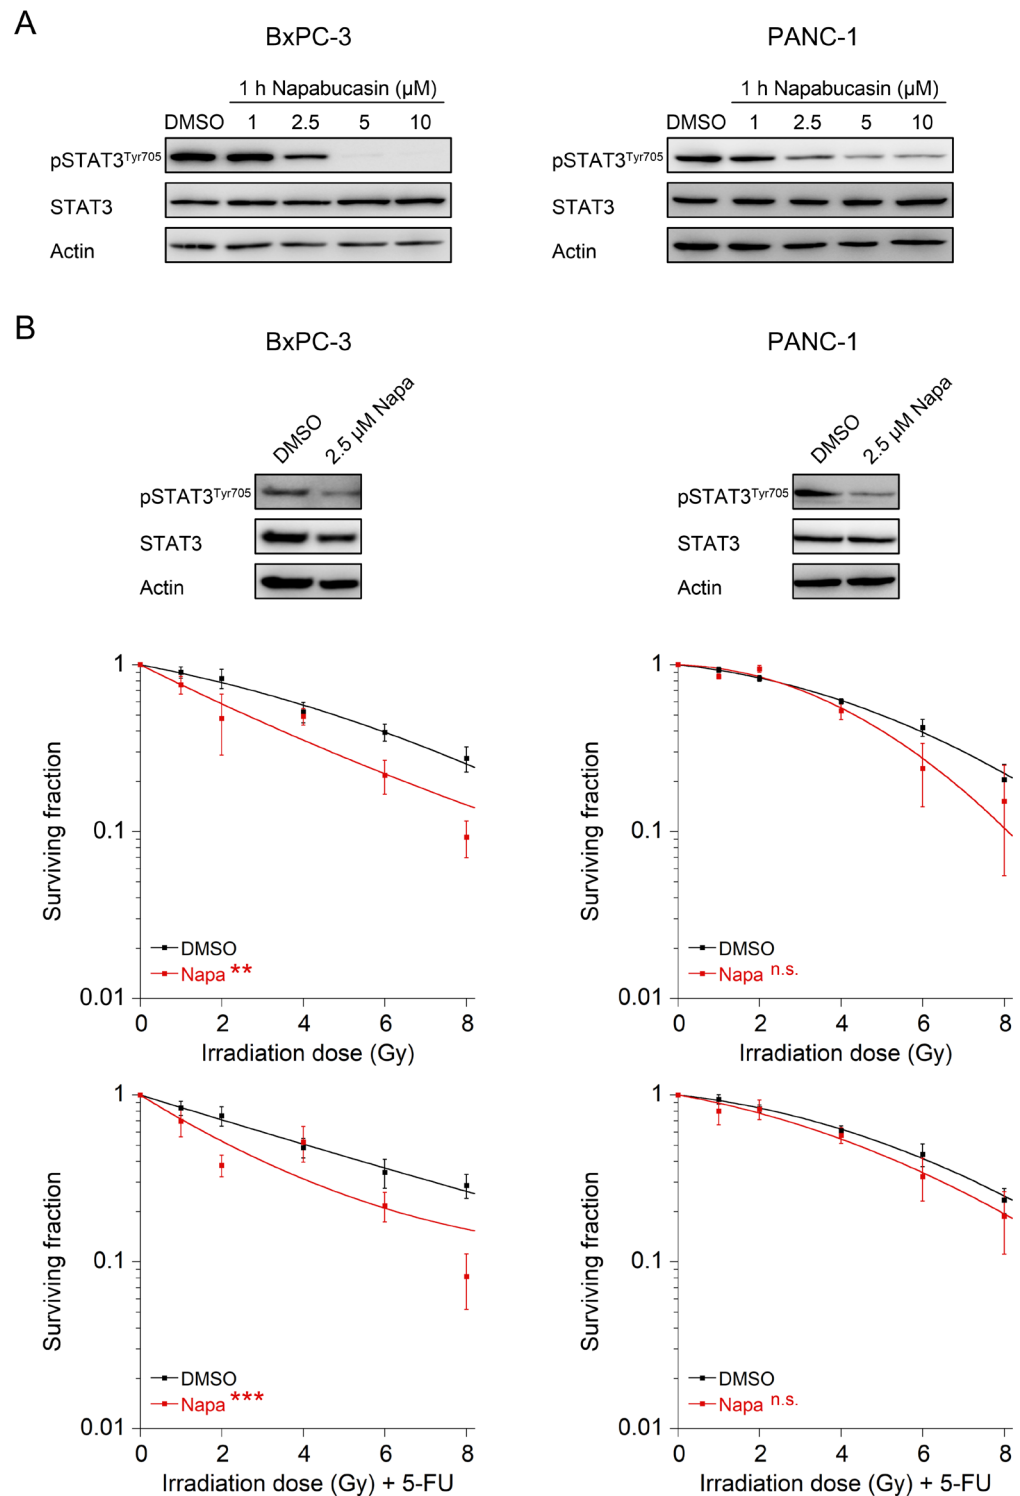 A
BxPC-3
PANC-1
1 h Napabucasin (µM)
1 h Napabucasin (µM)
DMSO 1 2.5 5 10
DMSO 1 2.5 5 10
pSTAT3Tyr705
pSTAT3Tyr705
STAT3
STAT3
Actin
Actin
B
BxPC-3
PANC-1
DMSO
2.5 µM Napa
DMSO
2.5 µM Napa
pSTAT3Tyr705
pSTAT3Tyr705
STAT3
STAT3
Actin
Actin
Surviving fraction
1
0.1
0.01
DMSO
Napa **
0 2 4 6 8
Irradiation dose (Gy)
Surviving fraction
1
0.1
0.01
DMSO
Napa n.s.
0 2 4 6 8
Irradiation dose (Gy)
Surviving fraction
1
0.1
0.01
DMSO
Napa ***
0 2 4 6 8
Irradiation dose (Gy) + 5-FU
Surviving fraction
1
0.1
0.01
DMSO
Napa n.s.
0 2 4 6 8
Irradiation dose (Gy) + 5-FU